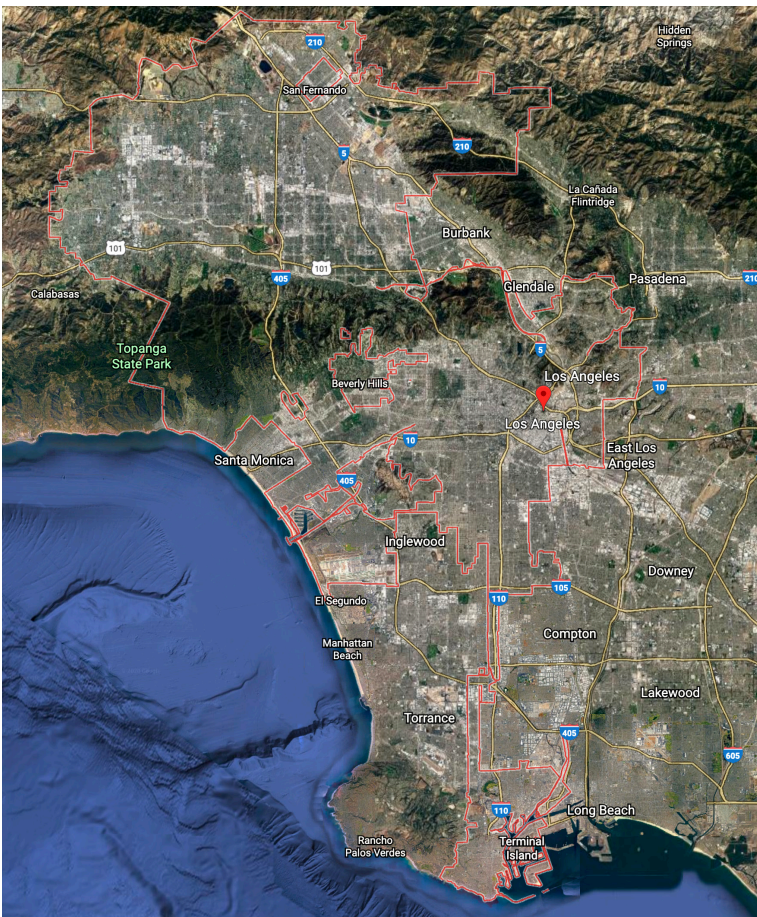 Hidden
Springs
210
San Fernando
5
210
La Cañada
Flintridge
Burbank
101
101
405
Glendale
Pasadena
210
Calabasas
Topanga
State Park
5
Los Angeles
Beverly Hills
10
Los Angeles
10
East Los
Angeles
Santa Monica
405
Inglewood
Downey
105
El Segundo
110
Compton
Manhattan
Beach
Lakewood
Torrance
405
605
110
Long Beach
Rancho
Palos Verdes
Terminal
Island